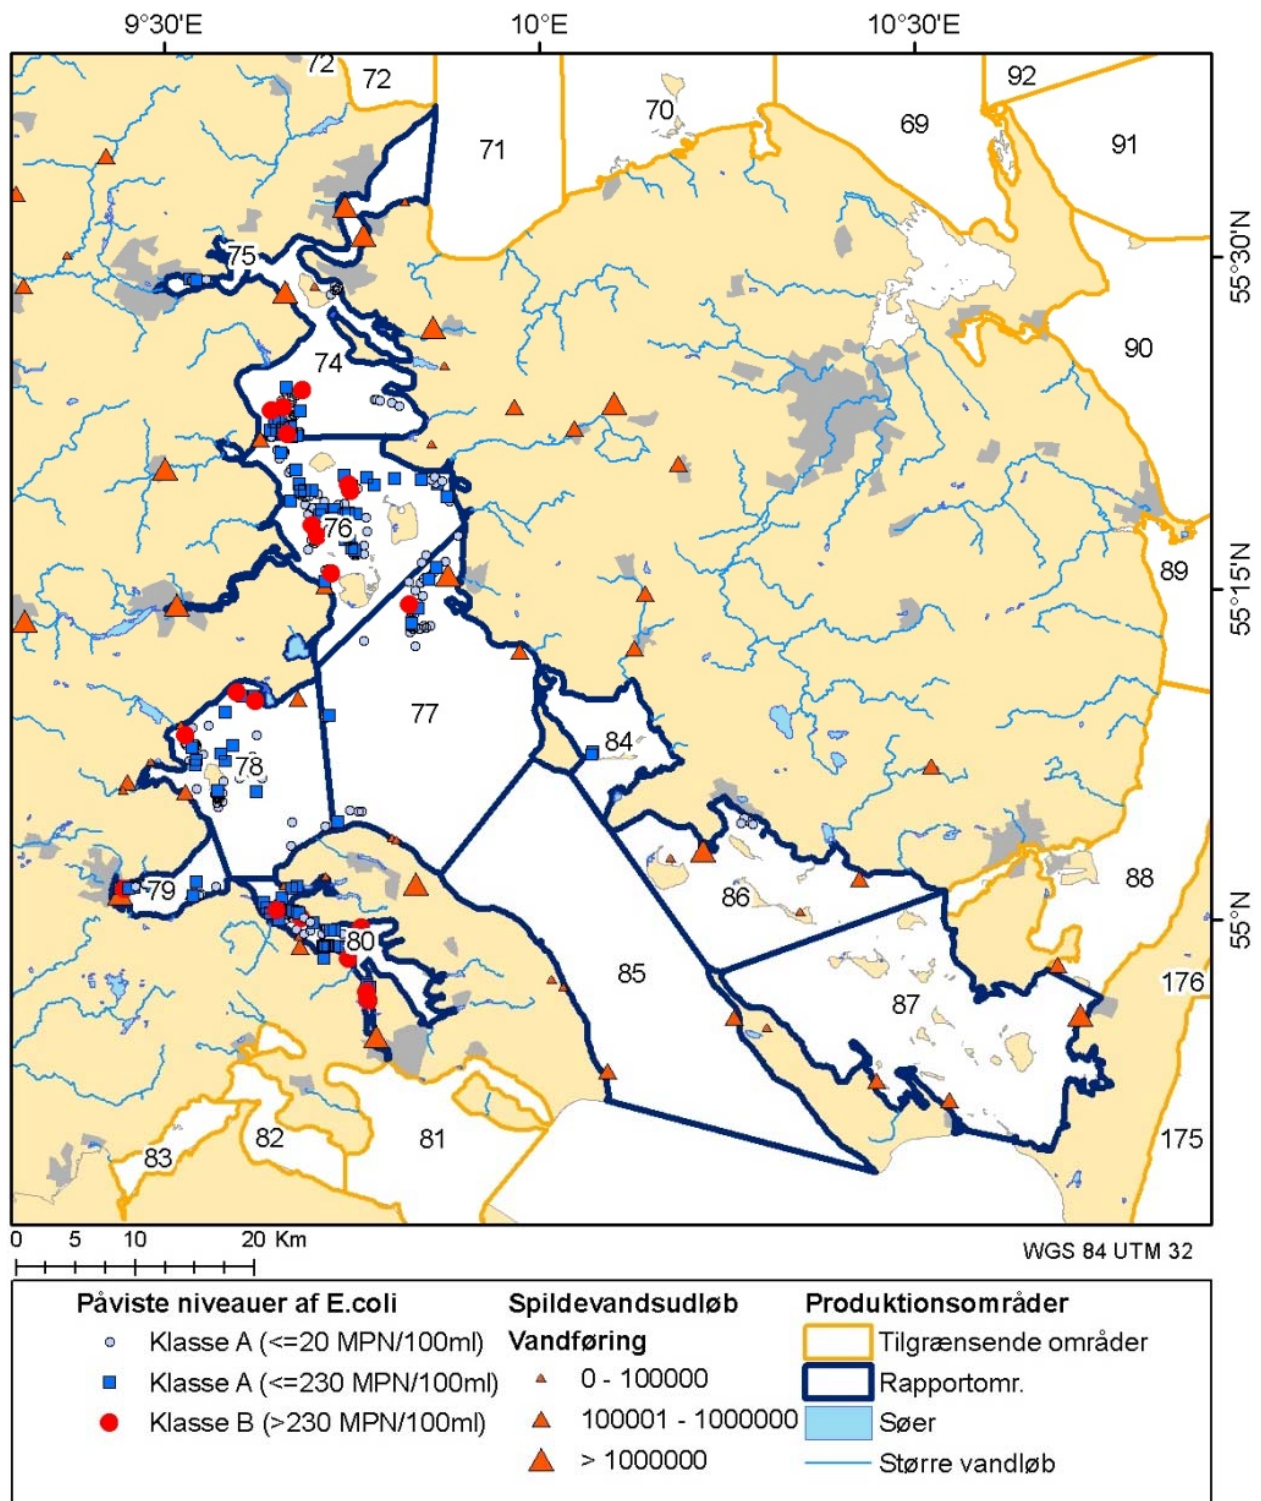 9°30'E
10°E
10°30'E
72
72
92
70
69
71
91
75
55°30'N
74
90
76
89
55°15'N
77
84
78
79
86
88
80
85
87
176
55°N
81
82
83
175
0 5 10 20 Km
WGS 84 UTM 32
Påviste niveauer af E.coli
Klasse A (<=20 MPN/100ml)
Klasse A (<=230 MPN/100ml)
Klasse B (>230 MPN/100ml)
Spildevandsudløb
Vandføring
0 - 100000
100001 - 1000000
> 1000000
Produktionsområder
Tilgrænsende områder
Rapportomr.
Søer
Større vandløb